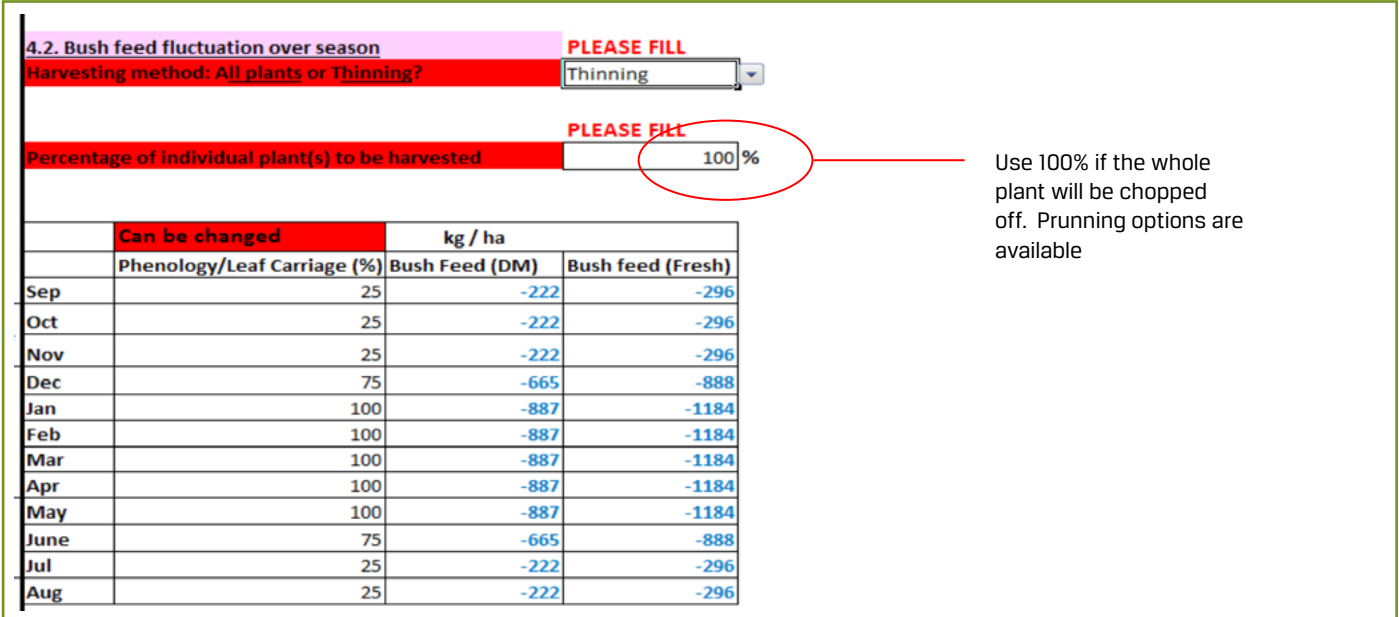 4.2. Bush feed fluctuation over season PLEASE FILL
Harvesting method: All plants or Thinning? Thinning
PLEASE FILL
Percentage of individual plant(s) to be harvested 100 %
Use 100% if the whole
plant will be chopped
off. Prunning options are
available
Can be changed kg / ha
Phenology/Leaf Carriage (%) Bush Feed (DM) Bush feed (Fresh)
Sep 25 -222 -296
Oct 25 -222 -296
Nov 25 -222 -296
Dec 75 -665 -888
Jan 100 -887 -1184
Feb 100 -887 -1184
Mar 100 -887 -1184
Apr 100 -887 -1184
May 100 -887 -1184
June 75 -665 -888
Jul 25 -222 -296
Aug 25 -222 -296